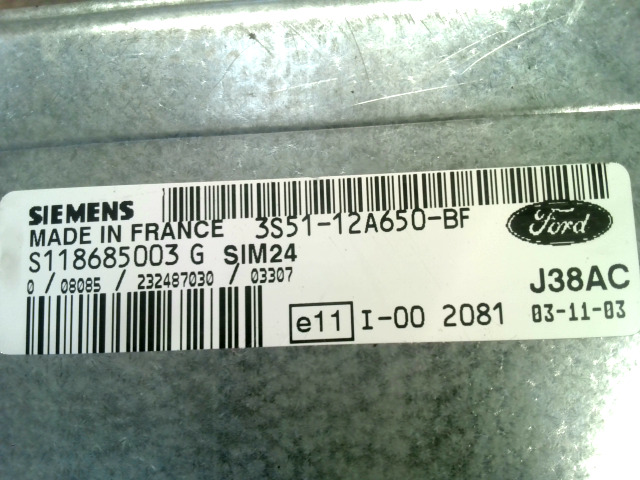 SIEMENS
MADE IN FRANCE 3S51-12A650-BF
Ford
S118685003 G SIM24
0 / 08085 / 232487030 / 03307
J38AC
e11 I-00 2081 03-11-03